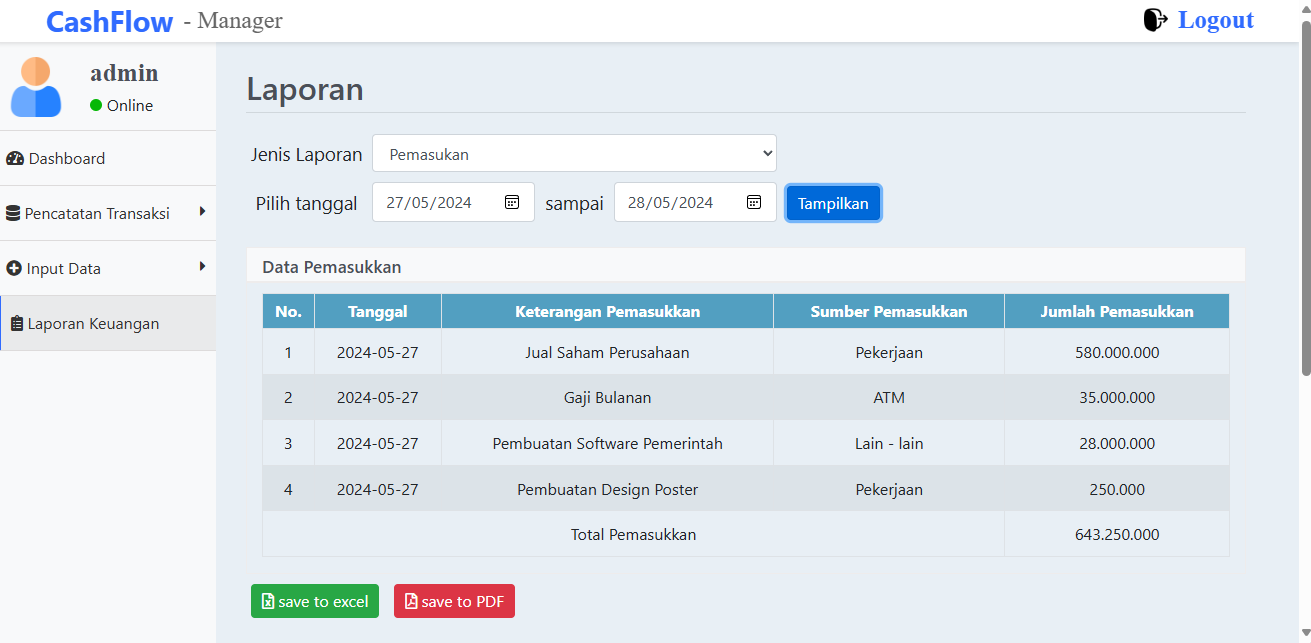 CashFlow - Manager
Logout
admin
Online
Dashboard
Pencatatan Transaksi
Input Data
Laporan Keuangan
Laporan
Jenis Laporan Pemasukan
Pilih tanggal 27/05/2024 sampai 28/05/2024 Tampilkan
Data Pemasukkan
No. Tanggal Keterangan Pemasukkan Sumber Pemasukkan Jumlah Pemasukkan
1 2024-05-27 Jual Saham Perusahaan Pekerjaan 580.000.000
2 2024-05-27 Gaji Bulanan ATM 35.000.000
3 2024-05-27 Pembuatan Software Pemerintah Lain - lain 28.000.000
4 2024-05-27 Pembuatan Design Poster Pekerjaan 250.000
Total Pemasukkan 643.250.000
save to excel save to PDF